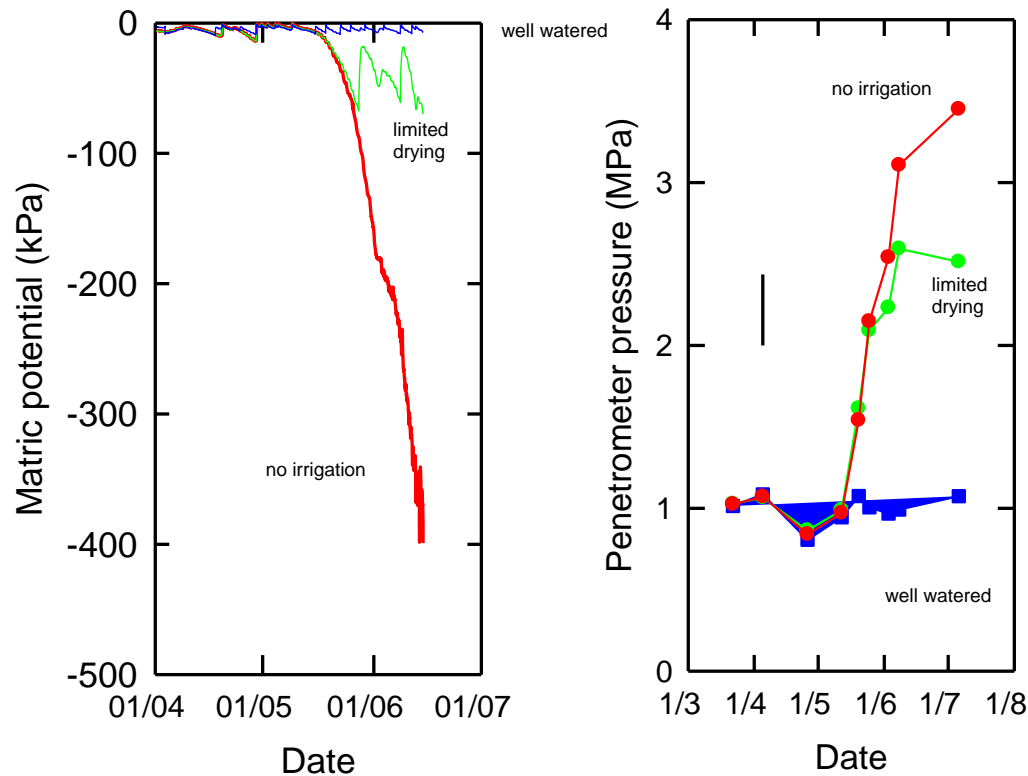 0
-100
-200
-300
-400
-500
01/04
01/05
01/06
01/07
Matric potential (kPa)
Date
well watered
limited
drying
no irrigation
4
3
2
1
0
1/3
1/4
1/5
1/6
1/7
1/8
Penetrometer pressure (MPa)
Date
no irrigation
limited
drying
well watered